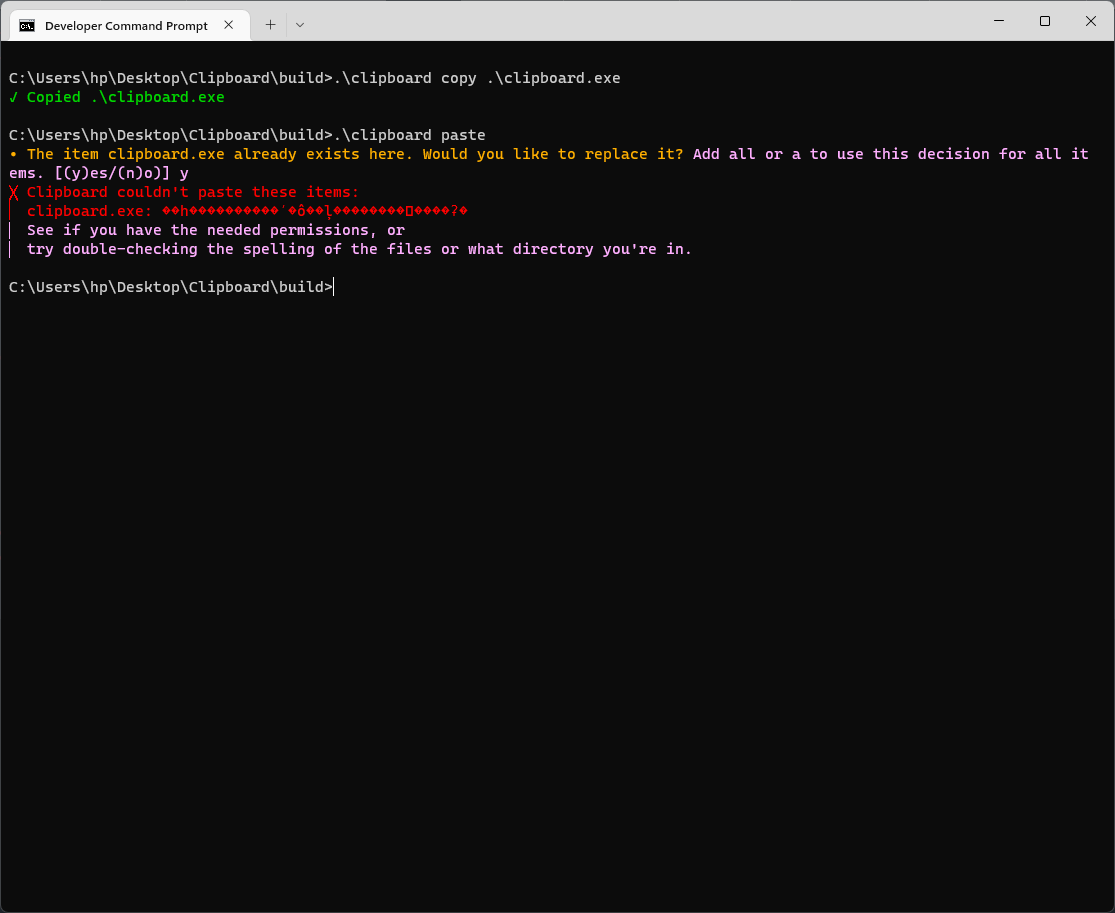 Developer Command Prompt
C:\Users\hp\Desktop\Clipboard\build>.\clipboard copy .\clipboard.exe
√ Copied .\clipboard.exe
C:\Users\hp\Desktop\Clipboard\build>.\clipboard paste
• The item clipboard.exe already exists here. Would you like to replace it? Add all or a to use this decision for all it
ems. [(y)es/(n)o)] y
╳ Clipboard couldn't paste these items:
│ clipboard.exe:
│ See if you have the needed permissions, or
│ try double-checking the spelling of the files or what directory you're in.
C:\Users\hp\Desktop\Clipboard\build>